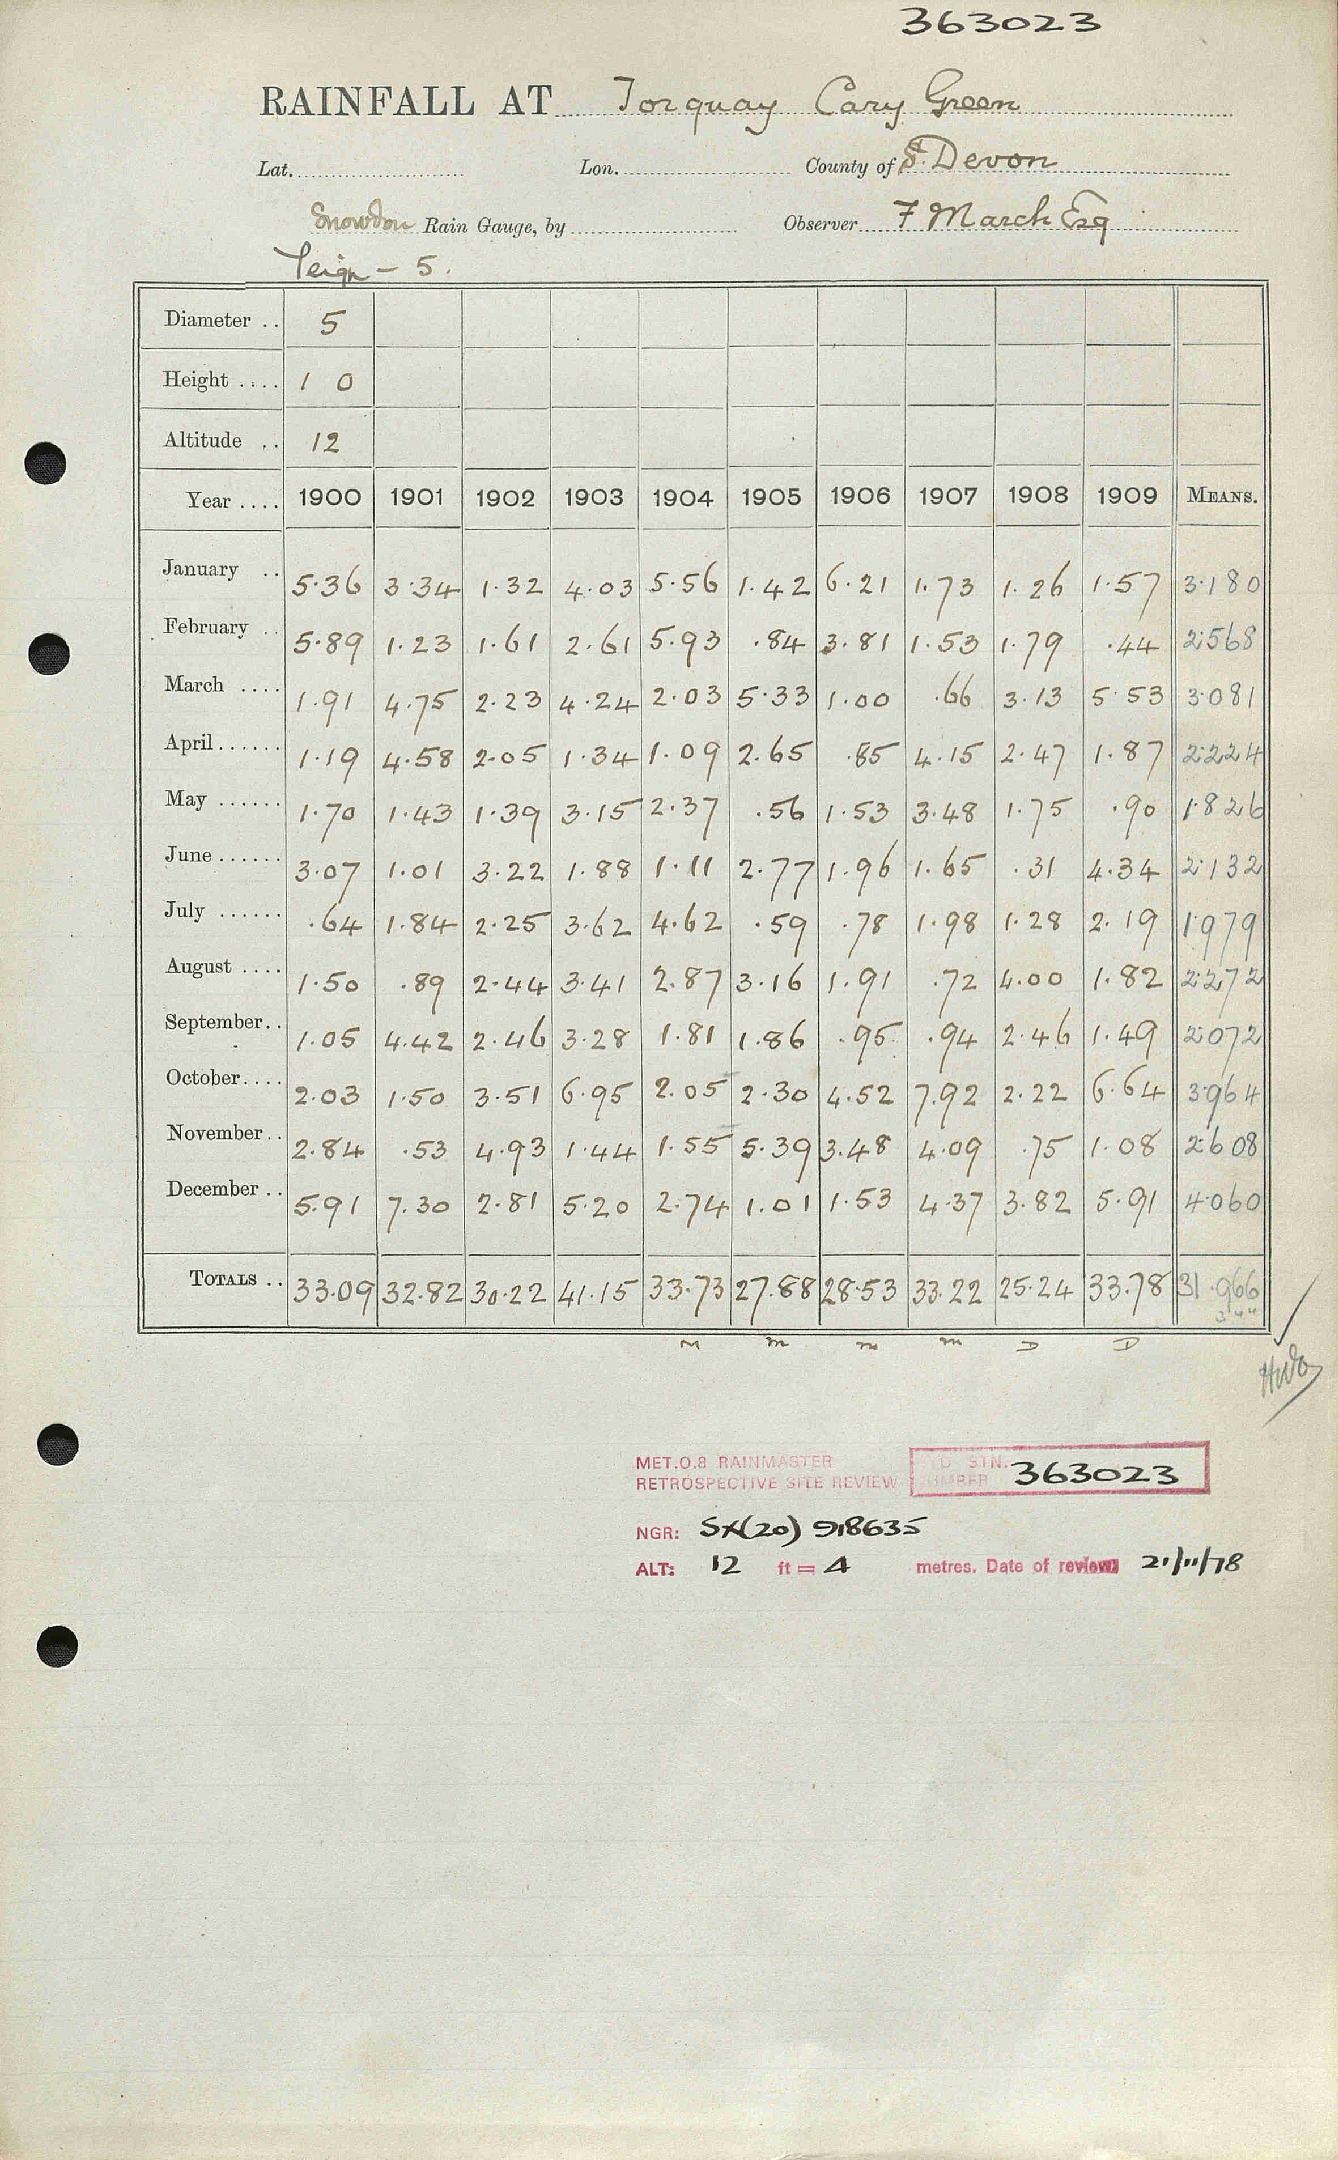 363023
RAINFALL AT Torquay Cary Green
Lat. Lon. County of S. Devon
Snowdon Rain Gauge, by Observer F March Esq
Teign - 5.
Diameter .. 5
Height .... 1 0
Altitude .. 12
Year .... 1900 1901 1902 1903 1904 1905 1906 1907 1908 1909 MEANS.
January .. 5.36 3.34 1.32 4.03 5.56 1.42 6.21 1.73 1.26 1.57 3.180
February .. 5.89 1.23 1.61 2.61 5.93 .84 3.81 1.53 1.79 .44 2.568
March .... 1.91 4.75 2.23 4.24 2.03 5.33 1.00 .66 3.13 5.53 3.081
April...... 1.19 4.58 2.05 1.34 1.09 2.65 .85 4.15 2.47 1.87 2.224
May ...... 1.70 1.43 1.39 3.15 2.37 .56 1.53 3.48 1.75 .90 1.826
June ...... 3.07 1.01 3.22 1.88 1.11 2.77 1.96 1.65 .31 4.34 2.132
July ...... .64 1.84 2.25 3.62 4.62 .59 .78 1.98 1.28 2.19 1.979
August .... 1.50 .89 2.44 3.41 2.87 3.16 1.91 .72 4.00 1.82 2.272
September.. 1.05 4.42 2.46 3.28 1.81 1.86 .95 .94 2.46 1.49 2.072
October.... 2.03 1.50 3.51 6.95 2.05 2.30 4.52 7.92 2.22 6.64 3.964
November.. 2.84 .53 4.93 1.44 1.55 5.39 3.48 4.09 .75 1.08 2.608
December .. 5.91 7.30 2.81 5.20 2.74 1.01 1.53 4.37 3.82 5.91 4.060
TOTALS .. 33.09 32.82 30.22 41.15 33.73 27.88 28.53 33.22 25.24 33.78 31.966
M m m m D D
MET.O.8 RAINMASTER
RETROSPECTIVE SITE REVIEW STN. NUMBER 363023
NGR: SX(20) 918635
ALT: 12 ft = 4 metres. Date of review 21/11/78